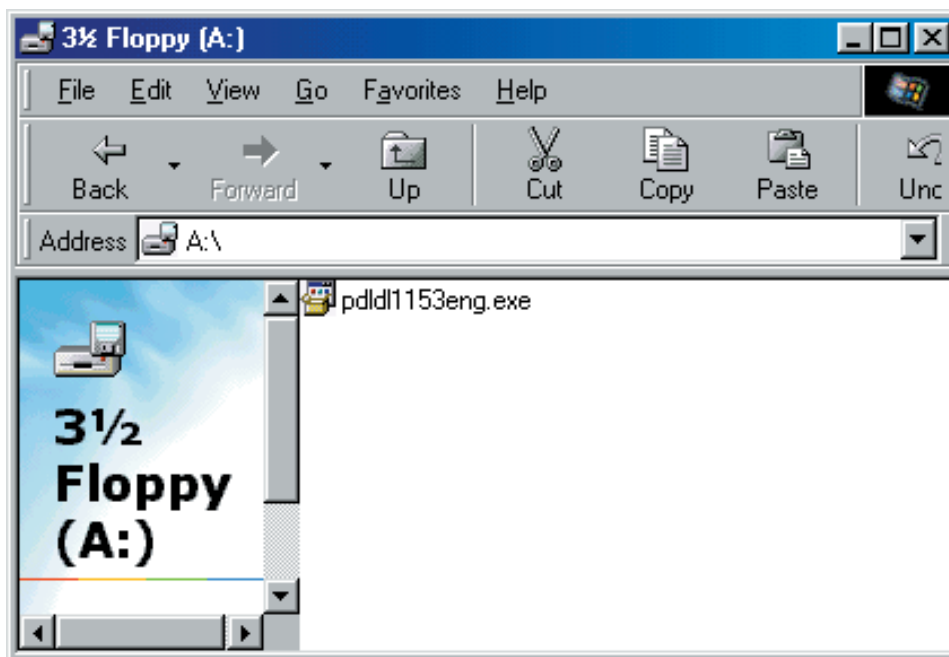 3½ Floppy (A:)
File Edit View Go Favorites Help
Back Forward Up Cut Copy Paste Unc
Address A:\
pdldl1153eng.exe
3½
Floppy
(A:)